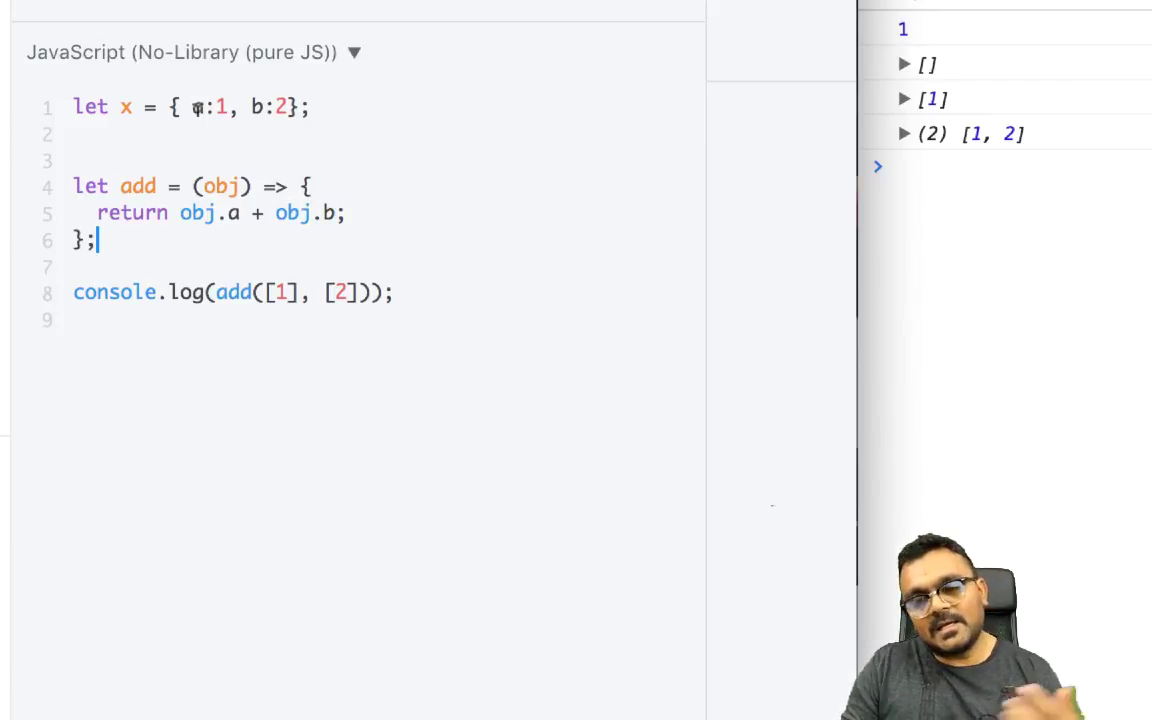 JavaScript (No-Library (pure JS)) ▼
1 let x = { a:1, b:2};
2
3
4 let add = (obj) => {
5 return obj.a + obj.b;
6 };
7
8 console.log(add([1], [2]));
9
1
▶ []
▶ [1]
▶ (2) [1, 2]
>